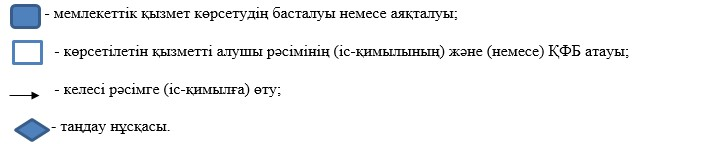 - мемлекеттік қызмет көрсетудің басталуы немесе аяқталуы;
- көрсетілетін қызметті алушы рәсімінің (іс-қимылының) және (немесе) ҚФБ атауы;
- келесі рәсімге (іс-қимылға) өту;
- таңдау нұсқасы.